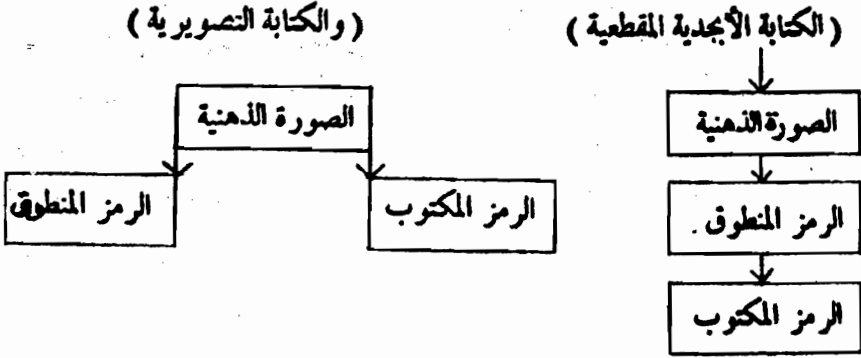 ( الكتابة الأبجدية المقطعية )
( والكتابة التصويرية )
الصورة الذهنية
الصورة الذهنية
الرمز المنطوق .
الرمز المكتوب
الرمز المنطوق
الرمز المكتوب